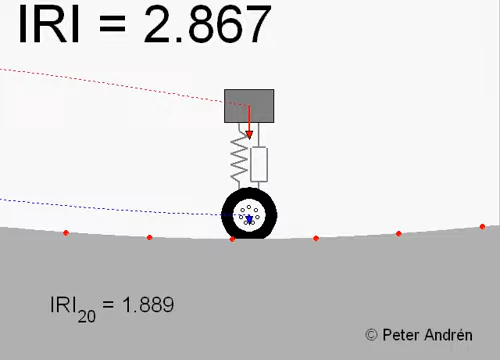 IRI = 2.867
IRI20 = 1.889
© Peter Andrén